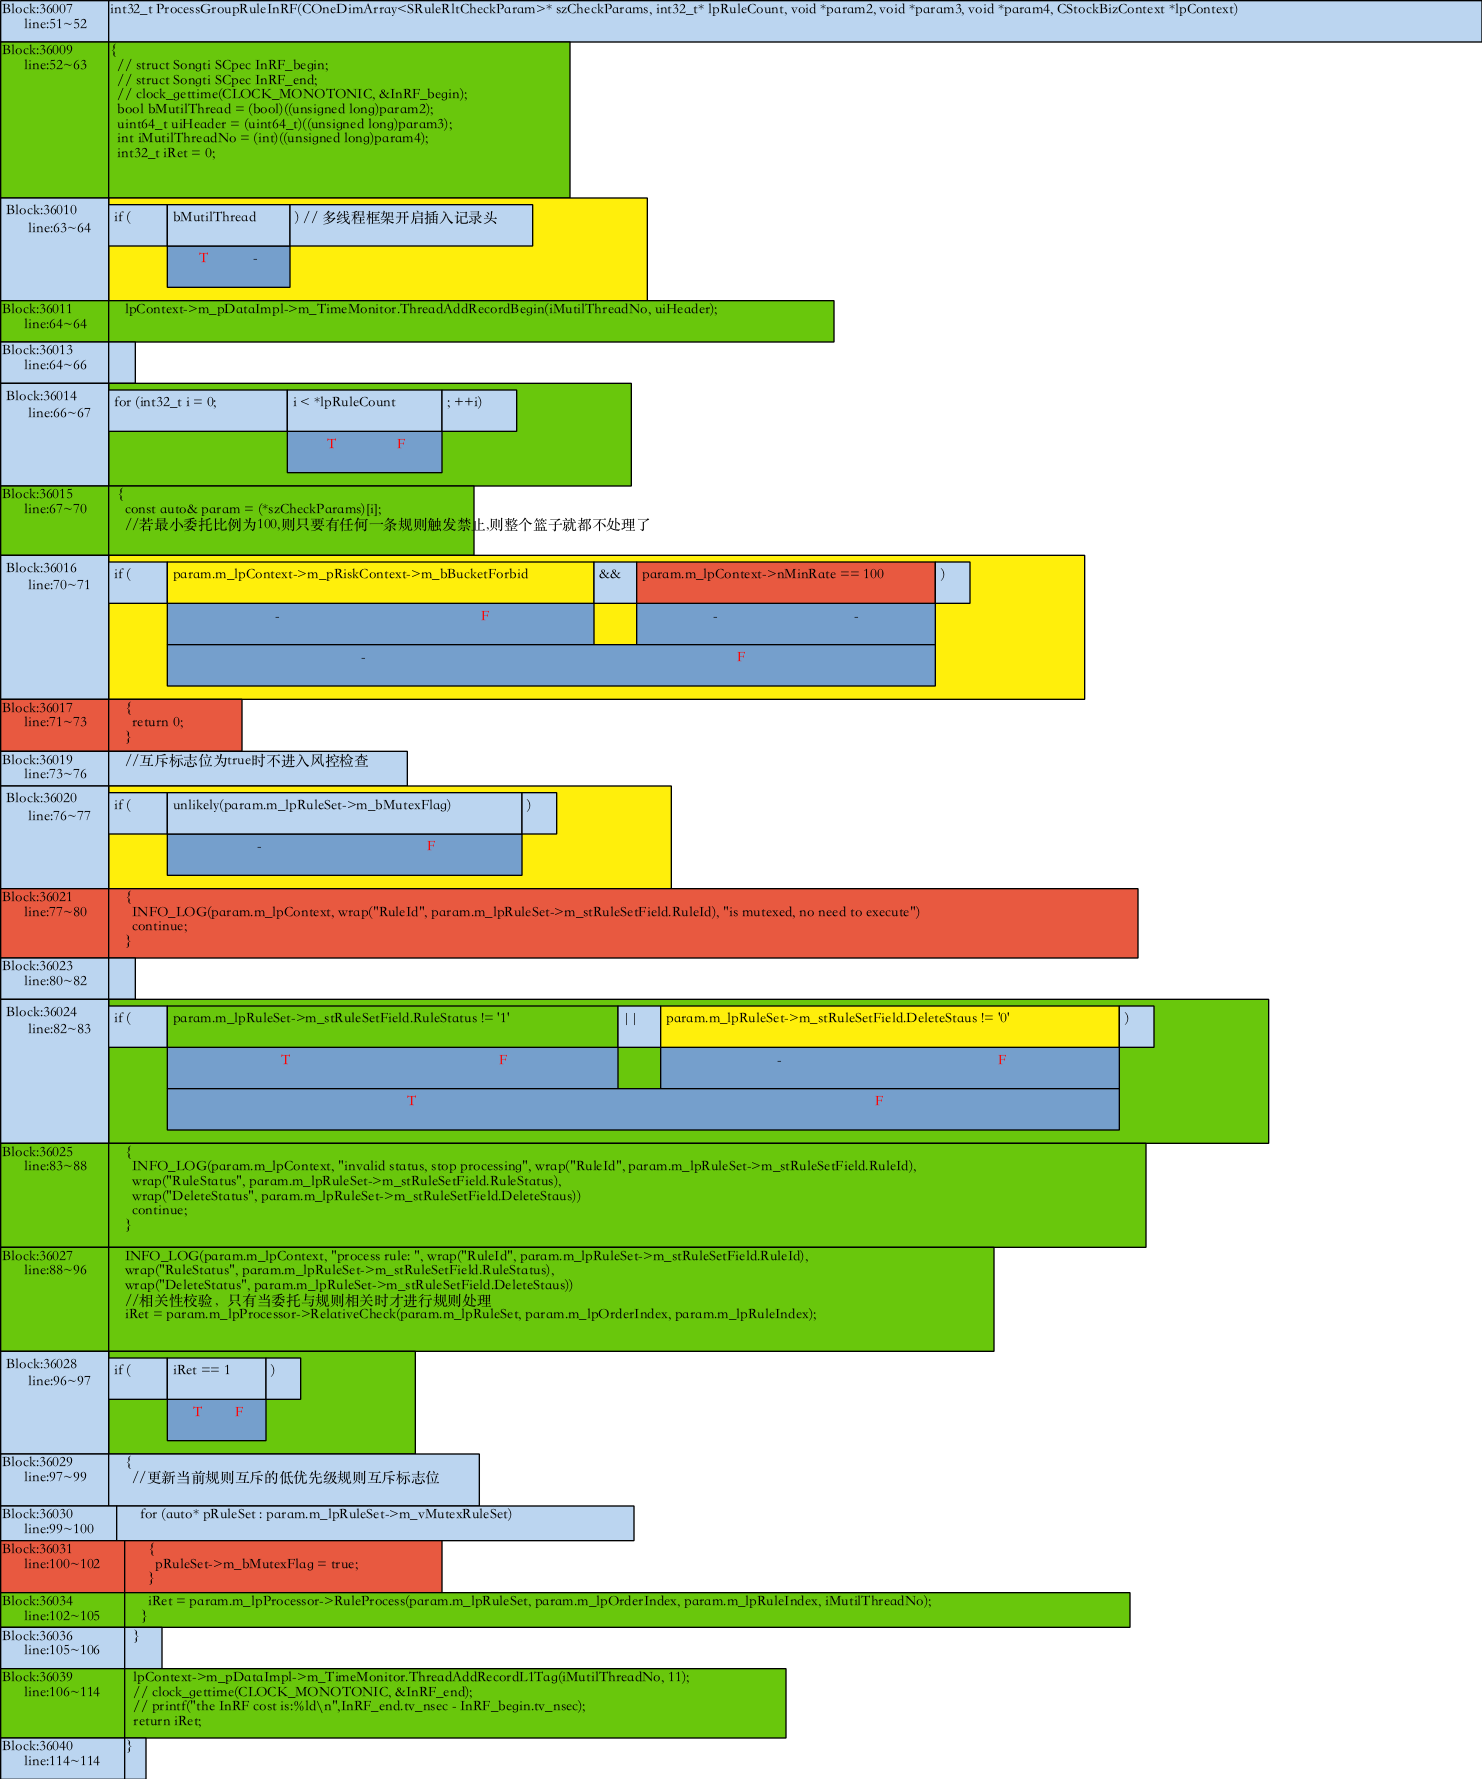 Block:36007 int32_t ProcessGroupRuleInRF(COneDimArray<SRuleRltCheckParam>* szCheckParams, int32_t* lpRuleCount, void *param2, void *param3, void *param4, CStockBizContext *lpContext)
line:51~52
Block:36009 {
line:52~63 // struct Songti SCpec InRF_begin;
// struct Songti SCpec InRF_end;
// clock_gettime(CLOCK_MONOTONIC, &InRF_begin);
bool bMutilThread = (bool)((unsigned long)param2);
uint64_t uiHeader = (uint64_t)((unsigned long)param3);
int iMutilThreadNo = (int)((unsigned long)param4);
int32_t iRet = 0;
Block:36010 if ( bMutilThread ) // 多线程框架开启插入记录头
line:63~64
T -
Block:36011 lpContext->m_pDataImpl->m_TimeMonitor.ThreadAddRecordBegin(iMutilThreadNo, uiHeader);
line:64~64
Block:36013
line:64~66
Block:36014 for (int32_t i = 0; i < *lpRuleCount ; ++i)
line:66~67
T F
Block:36015 {
line:67~70 const auto& param = (*szCheckParams)[i];
//若最小委托比例为100,则只要有任何一条规则触发禁止,则整个篮子就都不处理了
Block:36016 if ( param.m_lpContext->m_pRiskContext->m_bBucketForbid && param.m_lpContext->nMinRate == 100 )
line:70~71
- F - -
- F
Block:36017 {
line:71~73 return 0;
}
Block:36019 //互斥标志位为true时不进入风控检查
line:73~76
Block:36020 if ( unlikely(param.m_lpRuleSet->m_bMutexFlag) )
line:76~77
- F
Block:36021 {
line:77~80 INFO_LOG(param.m_lpContext, wrap("RuleId", param.m_lpRuleSet->m_stRuleSetField.RuleId), "is mutexed, no need to execute")
continue;
}
Block:36023
line:80~82
Block:36024 if ( param.m_lpRuleSet->m_stRuleSetField.RuleStatus != '1' || param.m_lpRuleSet->m_stRuleSetField.DeleteStaus != '0' )
line:82~83
T F - F
T F
Block:36025 {
line:83~88 INFO_LOG(param.m_lpContext, "invalid status, stop processing", wrap("RuleId", param.m_lpRuleSet->m_stRuleSetField.RuleId),
wrap("RuleStatus", param.m_lpRuleSet->m_stRuleSetField.RuleStatus),
wrap("DeleteStatus", param.m_lpRuleSet->m_stRuleSetField.DeleteStaus))
continue;
}
Block:36027 INFO_LOG(param.m_lpContext, "process rule: ", wrap("RuleId", param.m_lpRuleSet->m_stRuleSetField.RuleId),
line:88~96 wrap("RuleStatus", param.m_lpRuleSet->m_stRuleSetField.RuleStatus),
wrap("DeleteStatus", param.m_lpRuleSet->m_stRuleSetField.DeleteStaus))
//相关性校验，只有当委托与规则相关时才进行规则处理
iRet = param.m_lpProcessor->RelativeCheck(param.m_lpRuleSet, param.m_lpOrderIndex, param.m_lpRuleIndex);
Block:36028 if ( iRet == 1 )
line:96~97
T F
Block:36029 {
line:97~99 //更新当前规则互斥的低优先级规则互斥标志位
Block:36030 for (auto* pRuleSet : param.m_lpRuleSet->m_vMutexRuleSet)
line:99~100
Block:36031 {
line:100~102 pRuleSet->m_bMutexFlag = true;
}
Block:36034 iRet = param.m_lpProcessor->RuleProcess(param.m_lpRuleSet, param.m_lpOrderIndex, param.m_lpRuleIndex, iMutilThreadNo);
line:102~105 }
Block:36036 }
line:105~106
Block:36039 lpContext->m_pDataImpl->m_TimeMonitor.ThreadAddRecordL1Tag(iMutilThreadNo, 11);
line:106~114 // clock_gettime(CLOCK_MONOTONIC, &InRF_end);
// printf("the InRF cost is:%ld\n",InRF_end.tv_nsec - InRF_begin.tv_nsec);
return iRet;
Block:36040 }
line:114~114